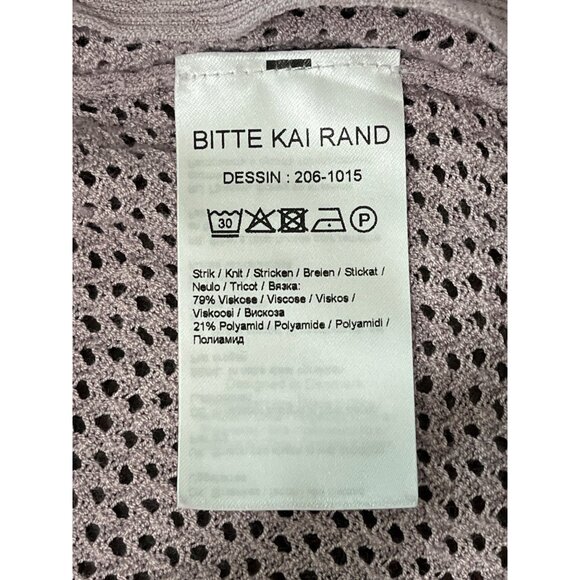 BITTE KAI RAND
DESSIN : 206-1015
30 P
Strik / Knit / Stricken / Breien / Stickat /
Neulo / Tricot / Вязка:
79% Viskose / Viscose / Viskos /
Viskoosi / Вискоза
21% Polyamid / Polyamide / Polyamidi /
Полиамид